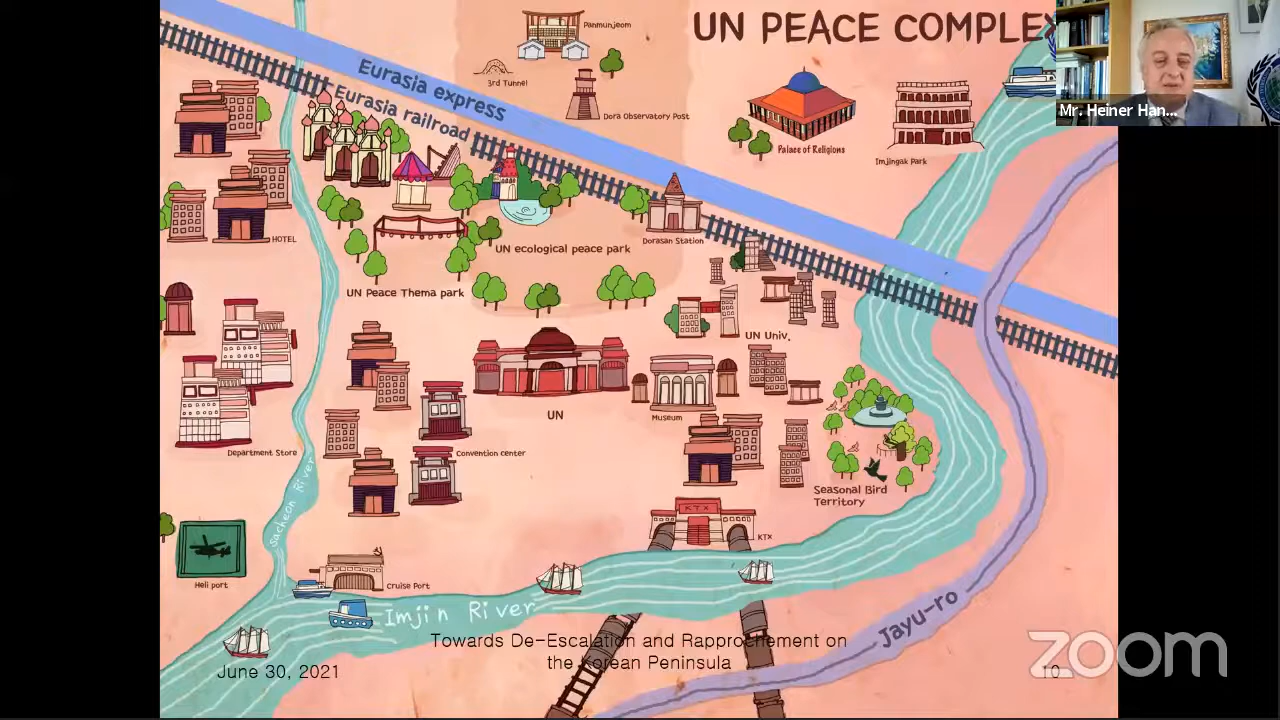 UN PEACE COMPLEX
Mr. Heiner Han...
Panmunjeom
3rd Tunnel
Dora Observatory Post
Palace of Religions
Imjingak Park
Eurasia express
Eurasia railroad
HOTEL
UN ecological peace park
Dorasan Station
UN Peace Thema park
UN Univ.
UN
Museum
Department Store
Convention center
Seasonal Bird
Territory
KTX
KTX
Sacheon River
Heli port
Cruise Port
Imjin River
Jayu-ro
Towards De-Escalation and Rapprochement on
the Korean Peninsula
June 30, 2021
10
zoom